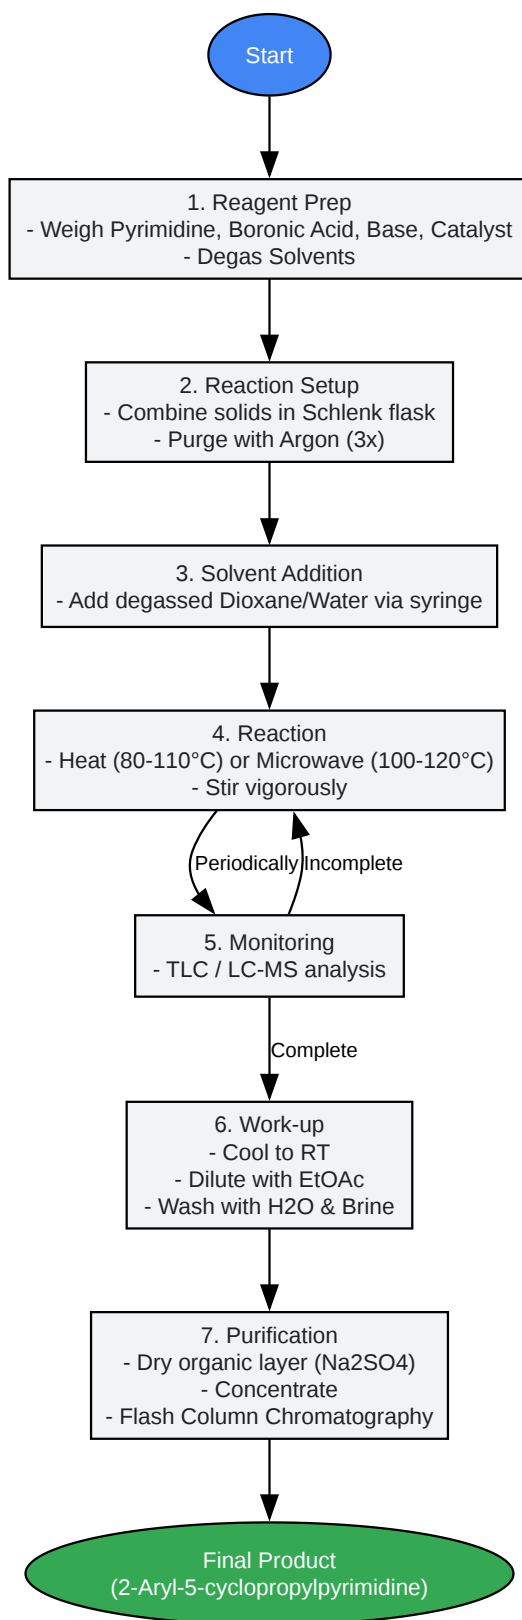 Start
1. Reagent Prep
- Weigh Pyrimidine, Boronic Acid, Base, Catalyst
- Degas Solvents
2. Reaction Setup
- Combine solids in Schlenk flask
- Purge with Argon (3x)
3. Solvent Addition
- Add degassed Dioxane/Water via syringe
4. Reaction
- Heat (80-110°C) or Microwave (100-120°C)
- Stir vigorously
Periodically
Incomplete
5. Monitoring
- TLC / LC-MS analysis
Complete
6. Work-up
- Cool to RT
- Dilute with EtOAc
- Wash with H2O & Brine
7. Purification
- Dry organic layer (Na2SO4)
- Concentrate
- Flash Column Chromatography
Final Product
(2-Aryl-5-cyclopropylpyrimidine)